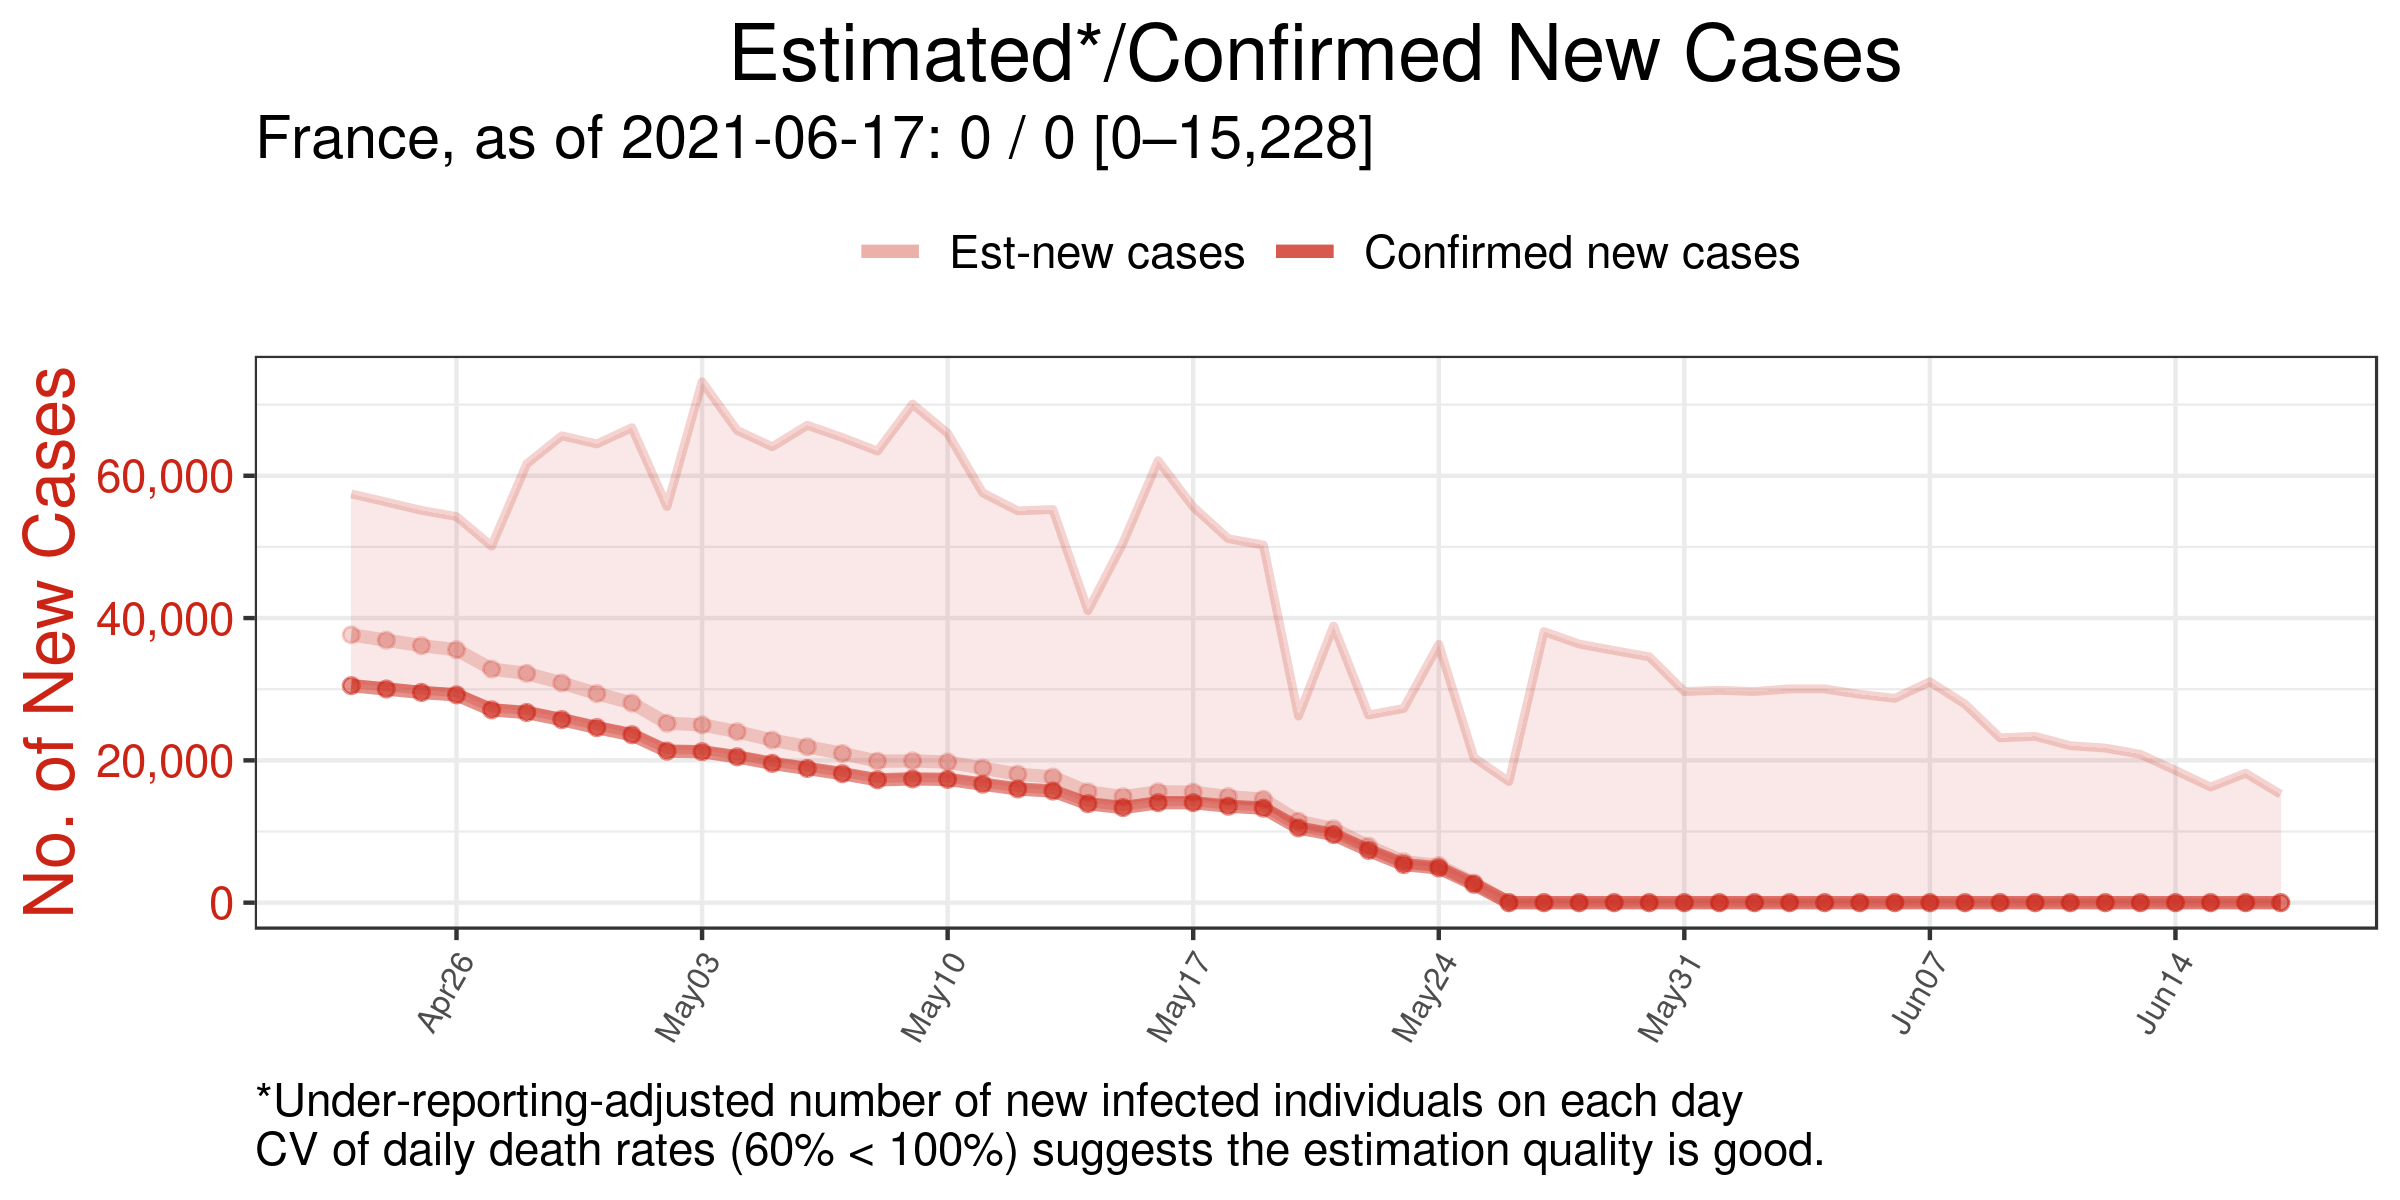 Estimated*/Confirmed New Cases
France, as of 2021-06-17: 0 / 0 [0–15,228]
Est-new cases Confirmed new cases
No. of New Cases
60,000
40,000
20,000
0
Apr26 May03 May10 May17 May24 May31 Jun07 Jun14
*Under-reporting-adjusted number of new infected individuals on each day
CV of daily death rates (60% < 100%) suggests the estimation quality is good.